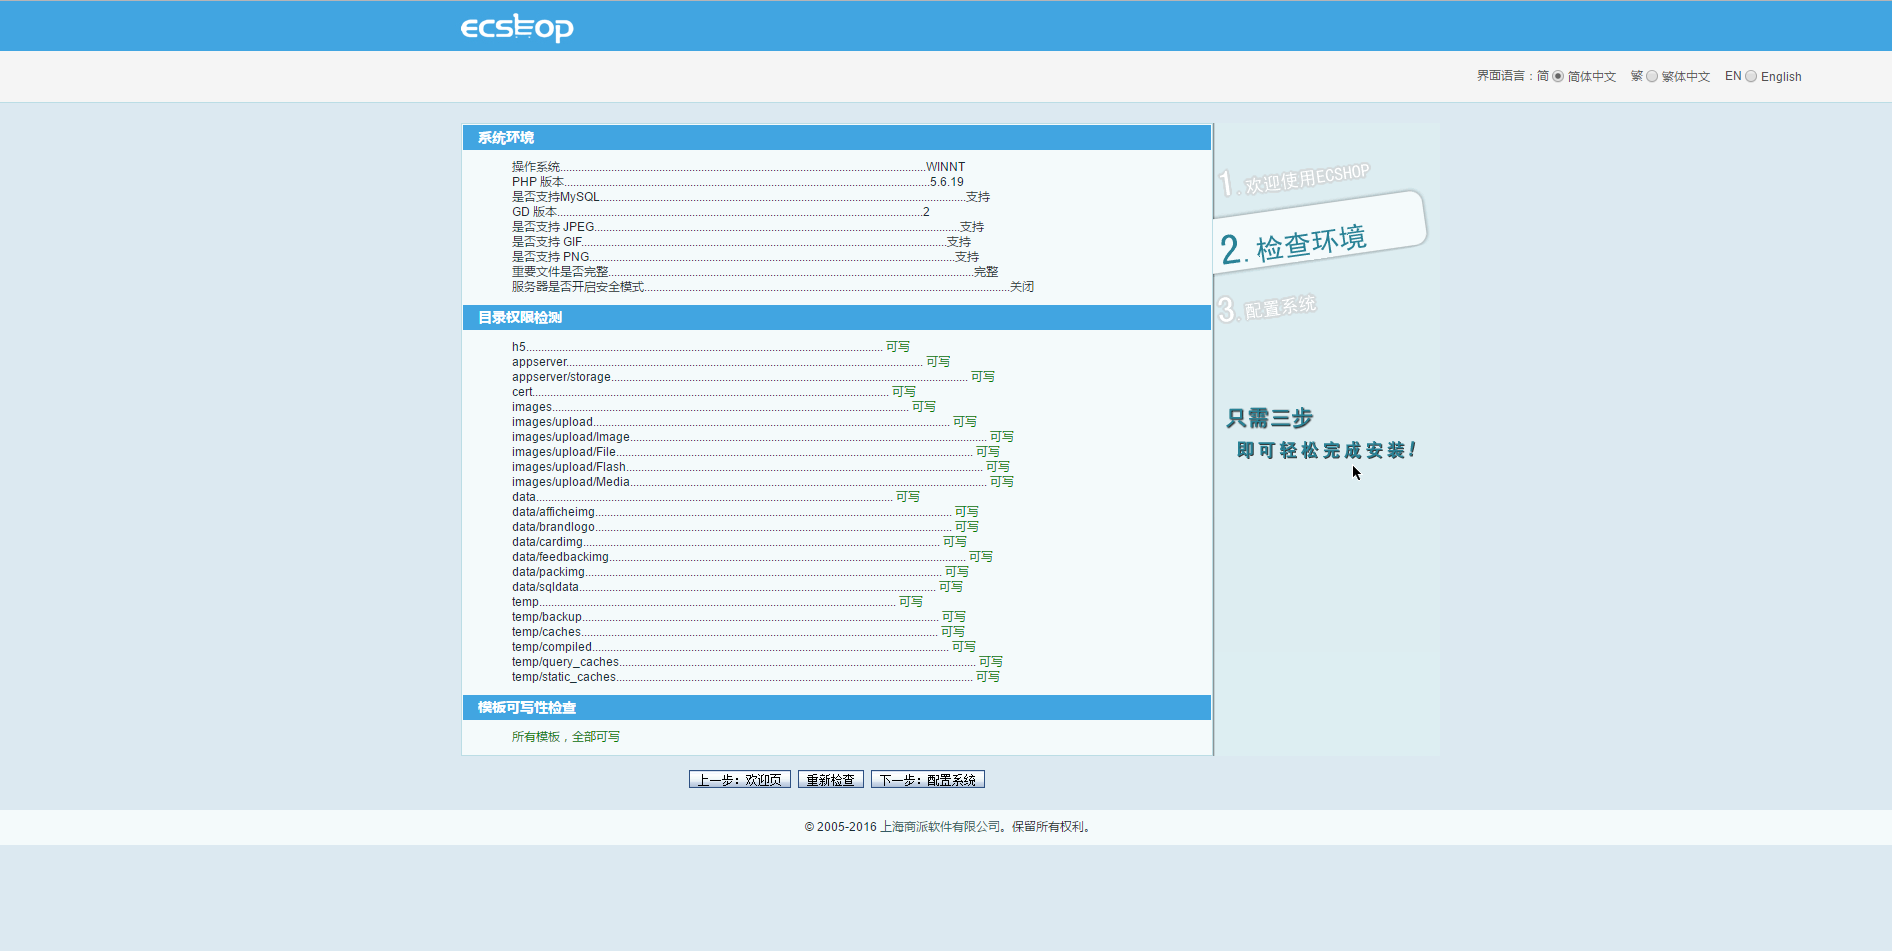 ECSHOP
界面语言：简 简体中文 繁 繁体中文 EN English
系统环境
操作系统..........................................................................................................................WINNT
PHP 版本..........................................................................................................................5.6.19
是否支持MySQL..........................................................................................................................支持
GD 版本..........................................................................................................................2
是否支持 JPEG..........................................................................................................................支持
是否支持 GIF..........................................................................................................................支持
是否支持 PNG..........................................................................................................................支持
重要文件是否完整..........................................................................................................................完整
服务器是否开启安全模式..........................................................................................................................关闭
目录权限检测
h5....................................................................................................................... 可写
appserver....................................................................................................................... 可写
appserver/storage....................................................................................................................... 可写
cert....................................................................................................................... 可写
images....................................................................................................................... 可写
images/upload....................................................................................................................... 可写
images/upload/Image....................................................................................................................... 可写
images/upload/File....................................................................................................................... 可写
images/upload/Flash....................................................................................................................... 可写
images/upload/Media....................................................................................................................... 可写
data....................................................................................................................... 可写
data/afficheimg....................................................................................................................... 可写
data/brandlogo....................................................................................................................... 可写
data/cardimg....................................................................................................................... 可写
data/feedbackimg....................................................................................................................... 可写
data/packimg....................................................................................................................... 可写
data/sqldata....................................................................................................................... 可写
temp....................................................................................................................... 可写
temp/backup....................................................................................................................... 可写
temp/caches....................................................................................................................... 可写
temp/compiled....................................................................................................................... 可写
temp/query_caches....................................................................................................................... 可写
temp/static_caches....................................................................................................................... 可写
模板可写性检查
所有模板，全部可写
1. 欢迎使用ECSHOP
2. 检查环境
3. 配置系统
只需三步
即可轻松完成安装!
上一步：欢迎页 重新检查 下一步：配置系统
© 2005-2016 上海商派软件有限公司。保留所有权利。